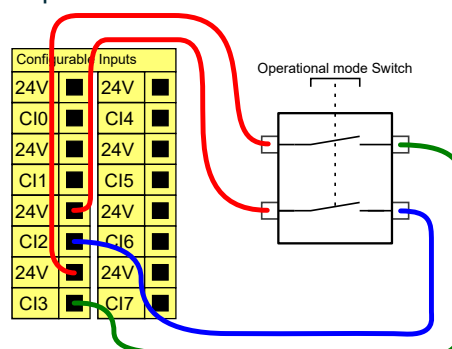 Configurable Inputs
Operational mode Switch
24V 24V
CI0 CI4
24V 24V
CI1 CI5
24V 24V
CI2 CI6
24V 24V
CI3 CI7